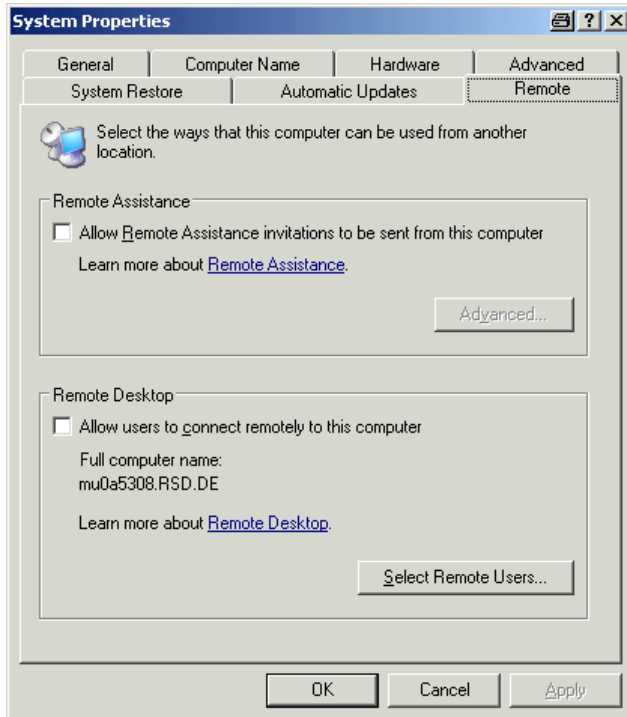 System Properties
General
Computer Name
Hardware
Advanced
System Restore
Automatic Updates
Remote
Select the ways that this computer can be used from another
location.
Remote Assistance
Allow Remote Assistance invitations to be sent from this computer
Learn more about Remote Assistance.
Advanced...
Remote Desktop
Allow users to connect remotely to this computer
Full computer name:
mu0a5308.RSD.DE
Learn more about Remote Desktop.
Select Remote Users...
OK
Cancel
Apply